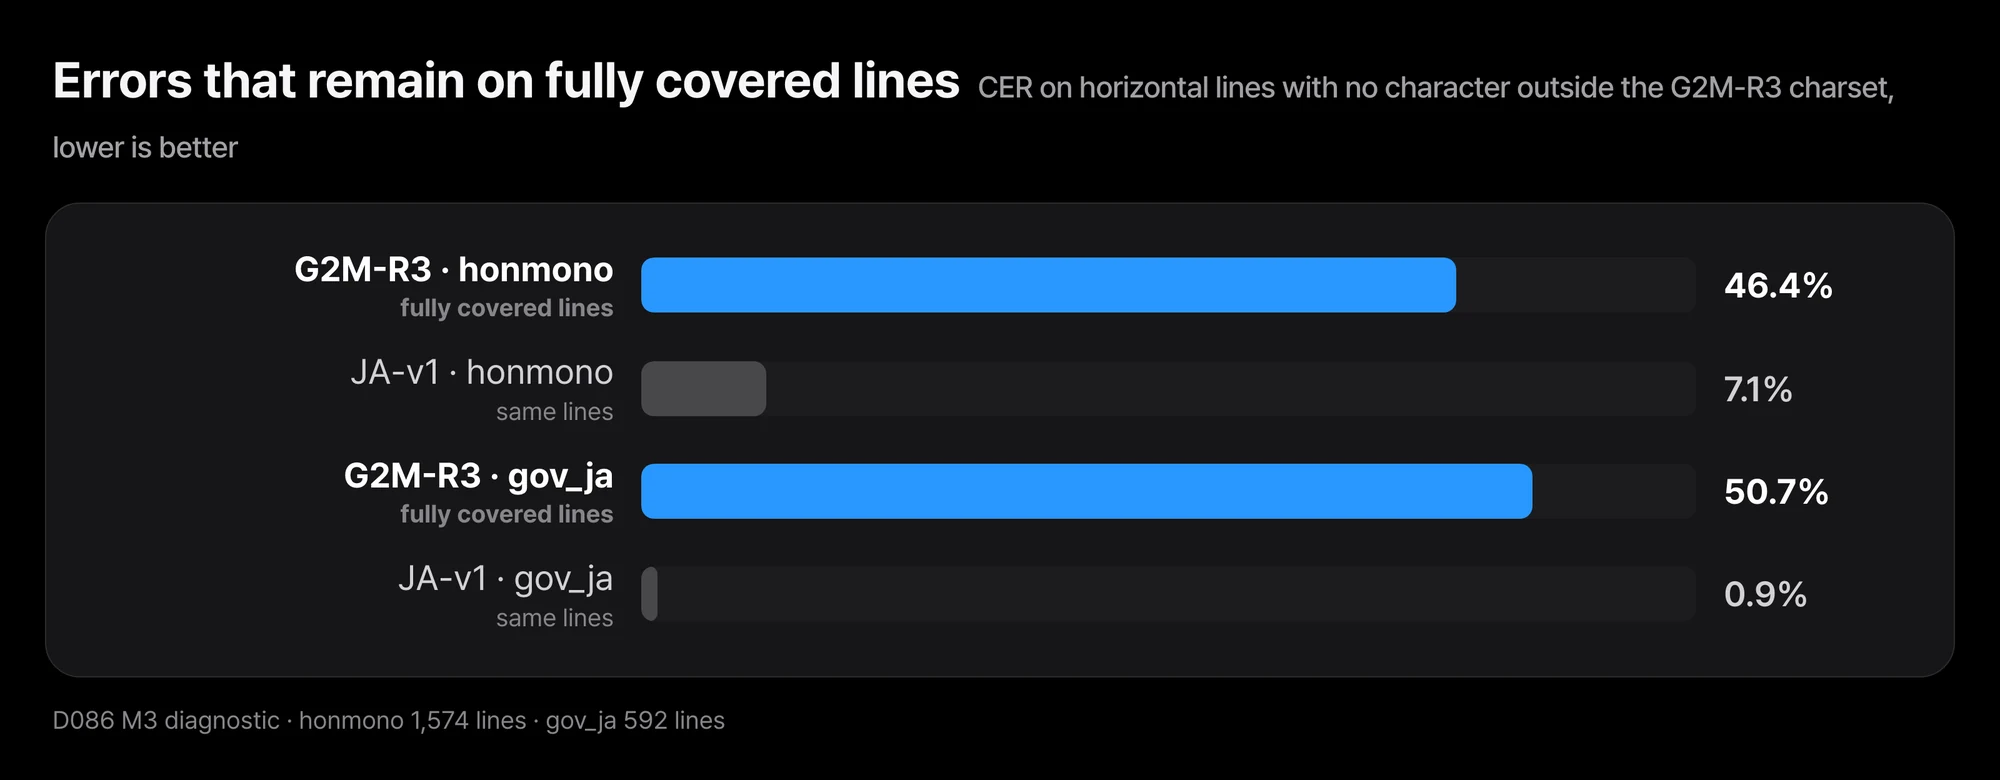 Errors that remain on fully covered lines CER on horizontal lines with no character outside the G2M-R3 charset,
lower is better
G2M-R3 · honmono
fully covered lines
46.4%
JA-v1 · honmono
same lines
7.1%
G2M-R3 · gov_ja
fully covered lines
50.7%
JA-v1 · gov_ja
same lines
0.9%
D086 M3 diagnostic · honmono 1,574 lines · gov_ja 592 lines